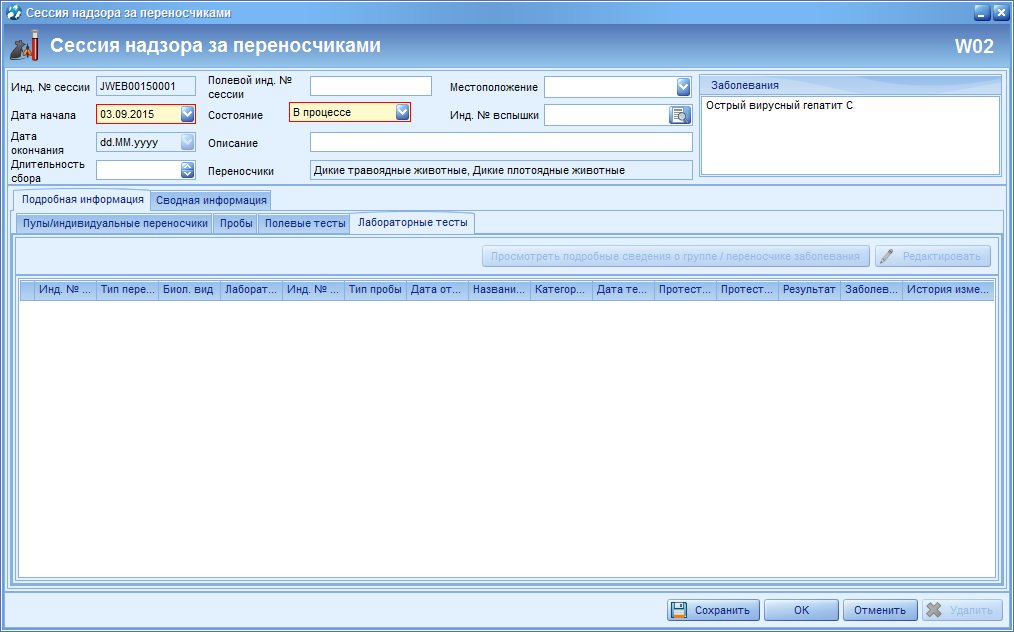 Сессия надзора за переносчиками
Сессия надзора за переносчиками
W02
Инд. № сессии
JWEB00150001
Полевой инд. №
сессии
Местоположение
Заболевания
Острый вирусный гепатит C
Дата начала
03.09.2015
Состояние
В процессе
Инд. № вспышки
Дата
окончания
dd.MM.yyyy
Описание
Длительность
сбора
Переносчики
Дикие травоядные животные, Дикие плотоядные животные
Подробная информация
Сводная информация
Пулы/индивидуальные переносчики
Пробы
Полевые тесты
Лабораторные тесты
Просмотреть подробные сведения о группе / переносчике заболевания
Редактировать
Инд. № ...
Тип пере...
Биол. вид
Лаборат...
Инд. № ...
Тип пробы
Дата от...
Названи...
Категор...
Дата те...
Протест...
Протест...
Результат
Заболев...
История изме...
Сохранить
OK
Отменить
Удалить